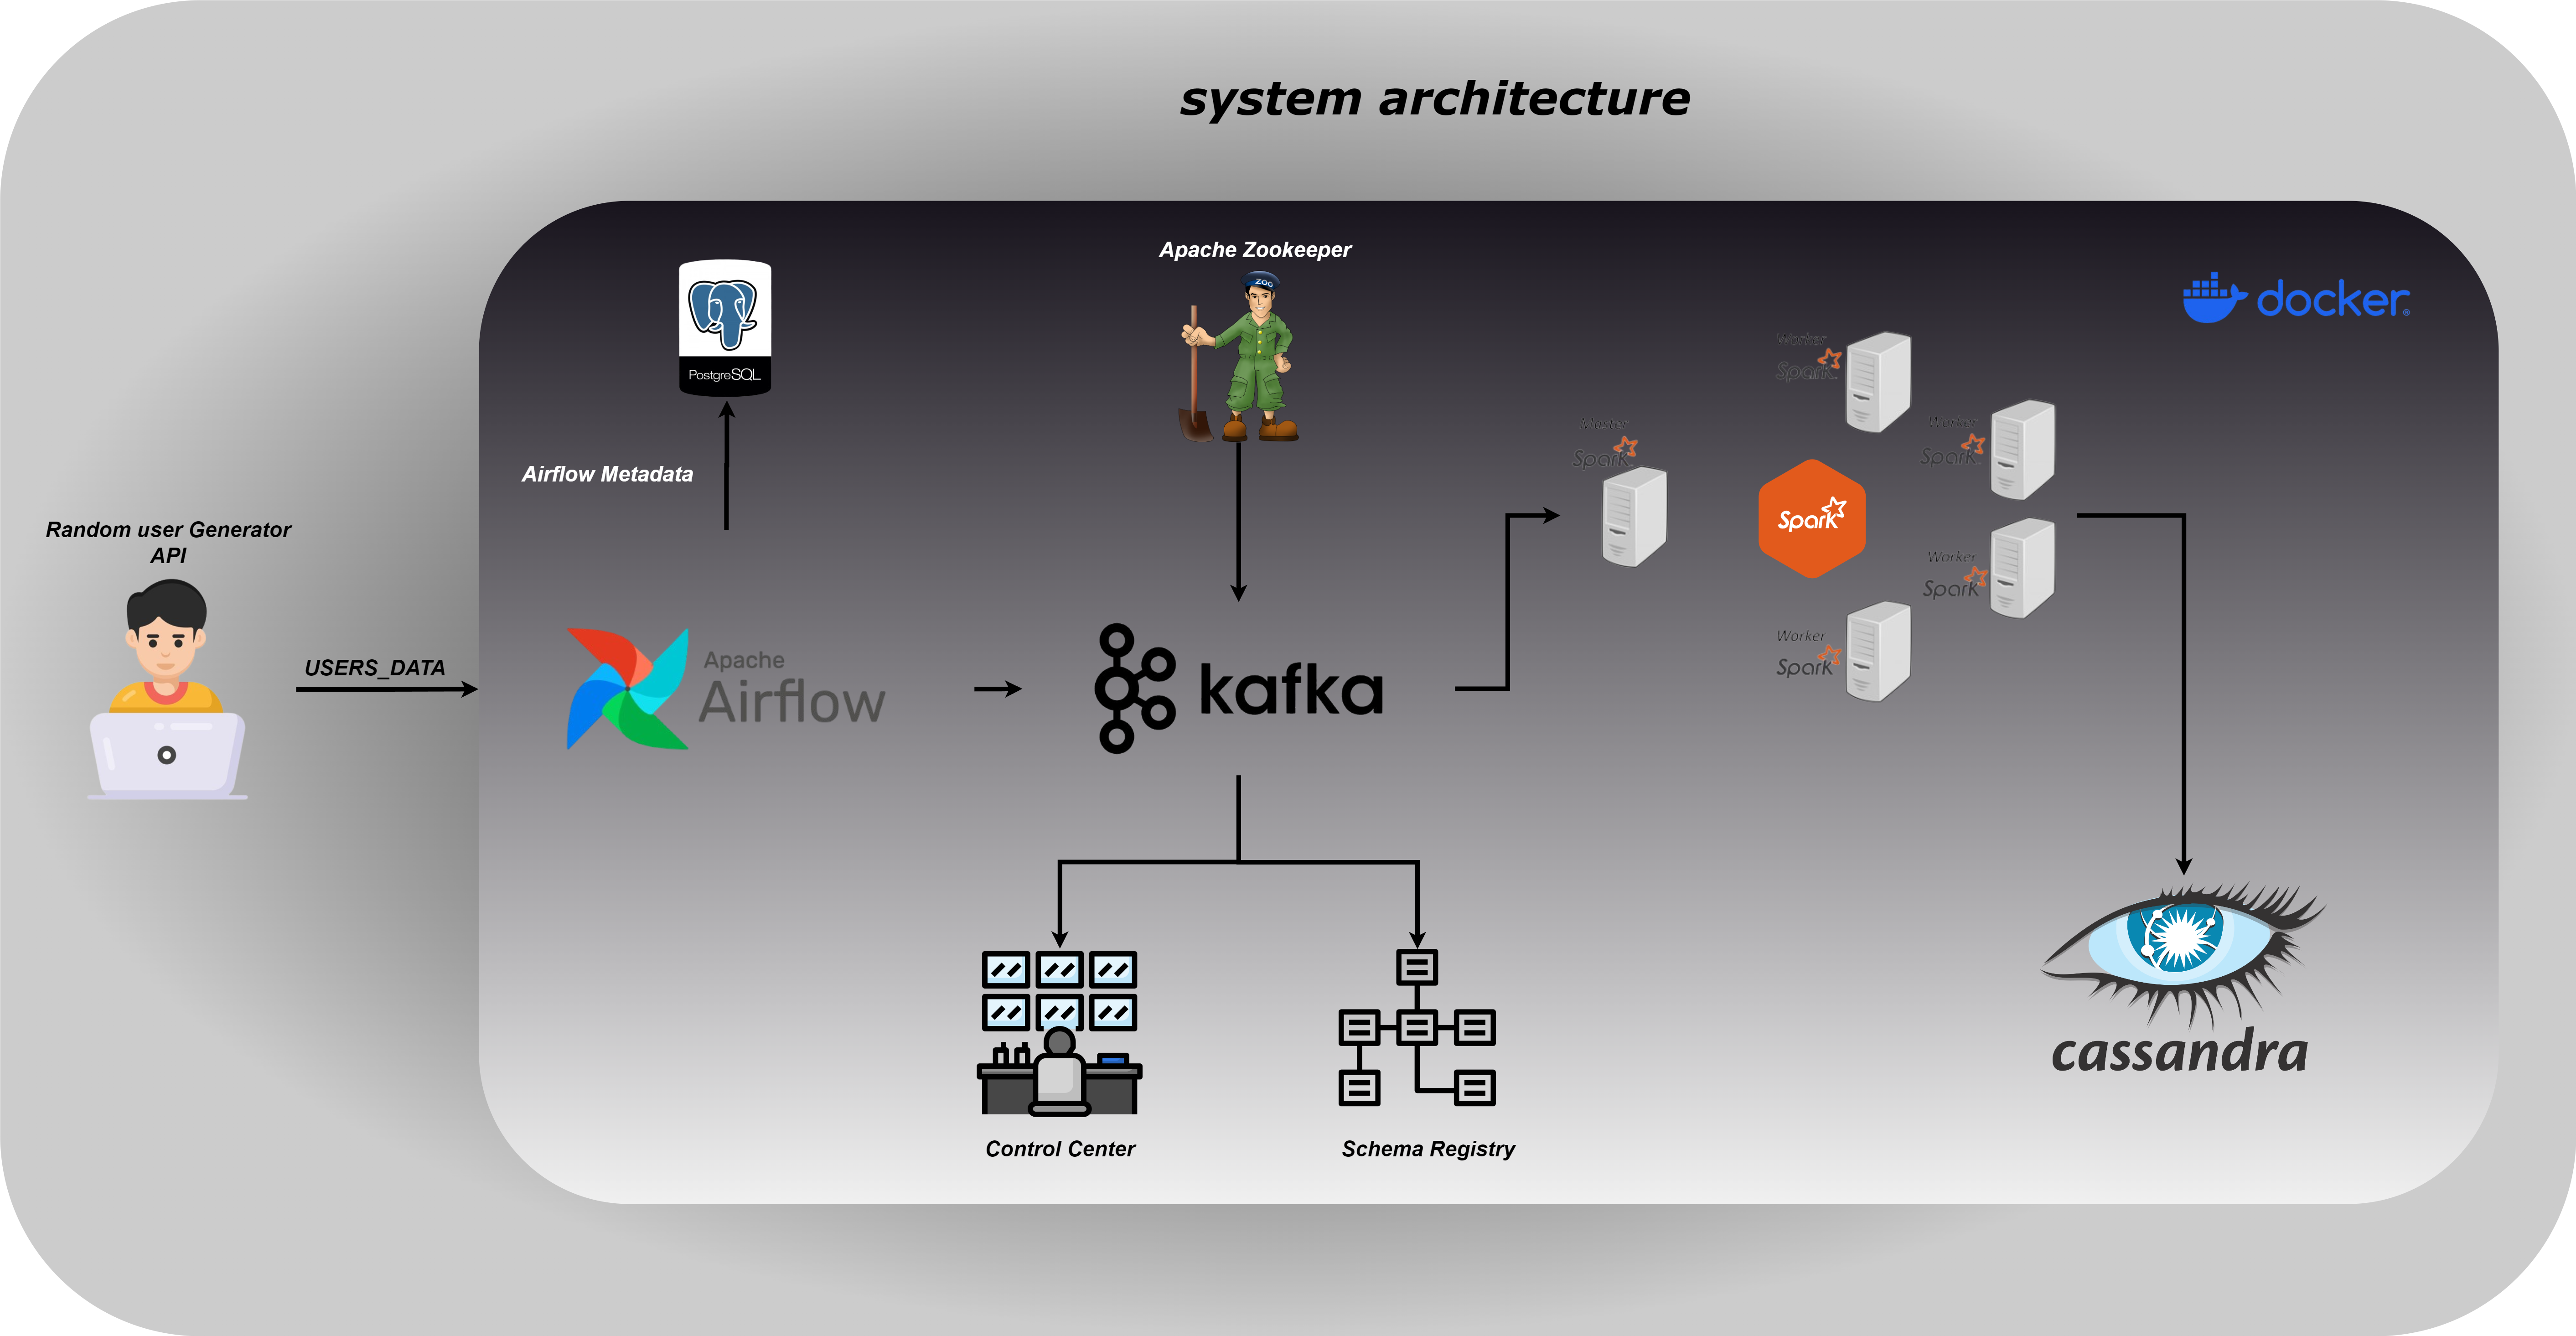 system architecture
Apache Zookeeper
ZOO
docker
PostgreSQL
Airflow Metadata
Random user Generator
API
USERS_DATA
Apache
Airflow
kafka
Master
Spark
Worker
Spark
Worker
Spark
Spark
Worker
Spark
Worker
Spark
cassandra
Control Center
Schema Registry